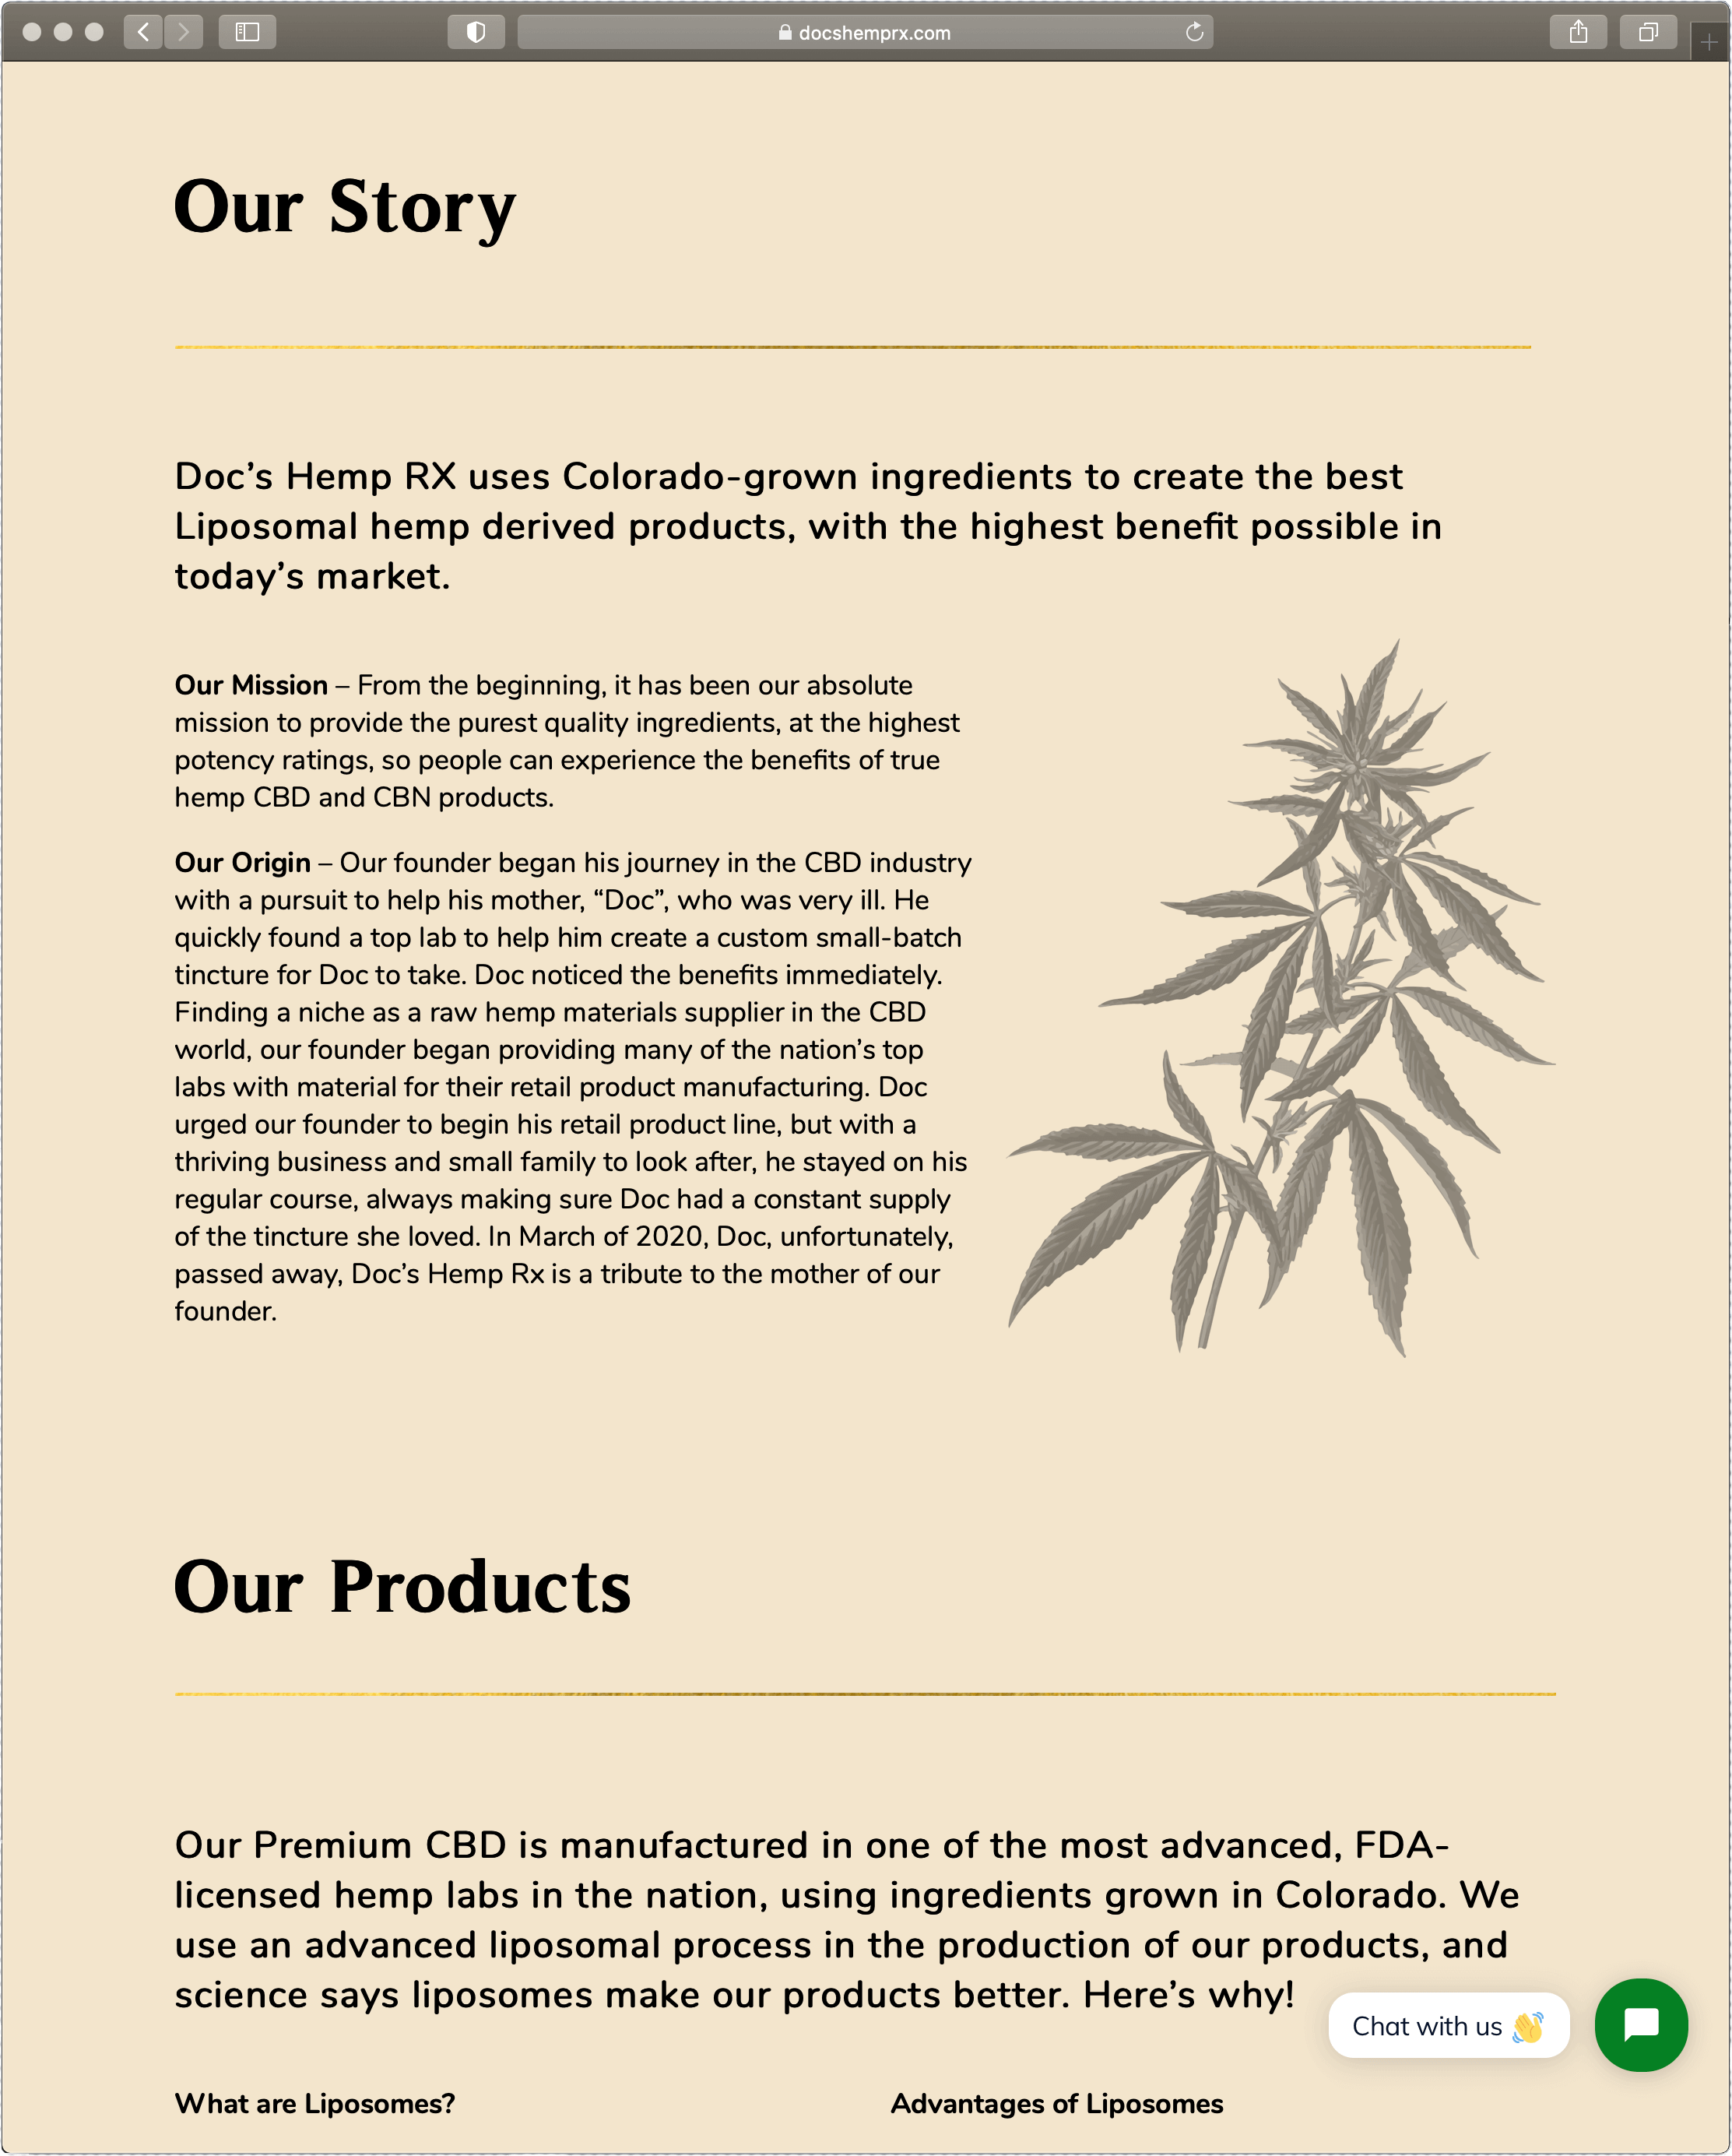 docshemprx.com
Our Story
Doc’s Hemp RX uses Colorado-grown ingredients to create the best
Liposomal hemp derived products, with the highest benefit possible in
today’s market.
Our Mission – From the beginning, it has been our absolute
mission to provide the purest quality ingredients, at the highest
potency ratings, so people can experience the benefits of true
hemp CBD and CBN products.
Our Origin – Our founder began his journey in the CBD industry
with a pursuit to help his mother, “Doc”, who was very ill. He
quickly found a top lab to help him create a custom small-batch
tincture for Doc to take. Doc noticed the benefits immediately.
Finding a niche as a raw hemp materials supplier in the CBD
world, our founder began providing many of the nation’s top
labs with material for their retail product manufacturing. Doc
urged our founder to begin his retail product line, but with a
thriving business and small family to look after, he stayed on his
regular course, always making sure Doc had a constant supply
of the tincture she loved. In March of 2020, Doc, unfortunately,
passed away, Doc’s Hemp Rx is a tribute to the mother of our
founder.
Our Products
Our Premium CBD is manufactured in one of the most advanced, FDA-
licensed hemp labs in the nation, using ingredients grown in Colorado. We
use an advanced liposomal process in the production of our products, and
science says liposomes make our products better. Here’s why!
Chat with us 👋
What are Liposomes?
Advantages of Liposomes